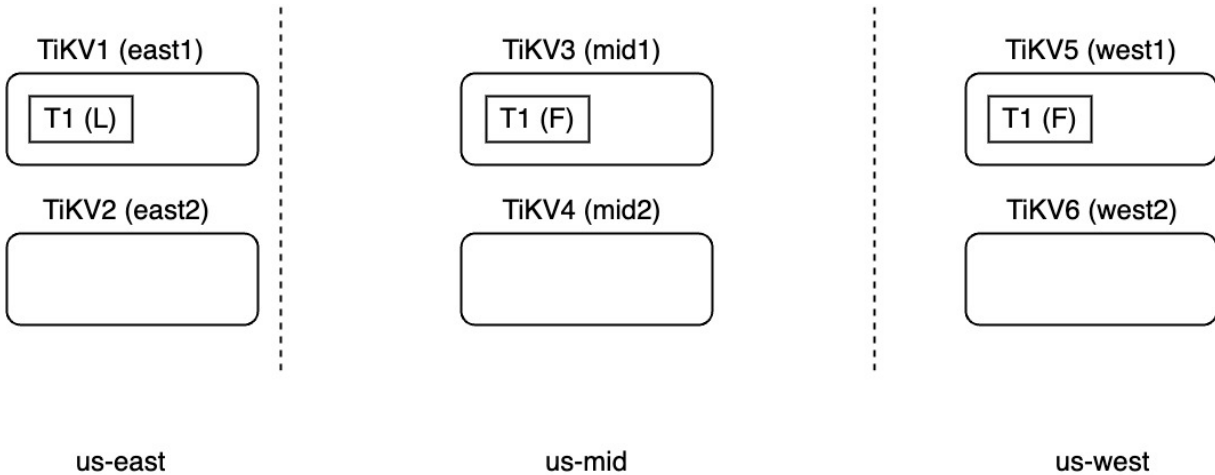 TiKV1 (east1)
TiKV3 (mid1)
TiKV5 (west1)
T1 (L)
T1 (F)
T1 (F)
TiKV2 (east2)
TiKV4 (mid2)
TiKV6 (west2)
us-east
us-mid
us-west